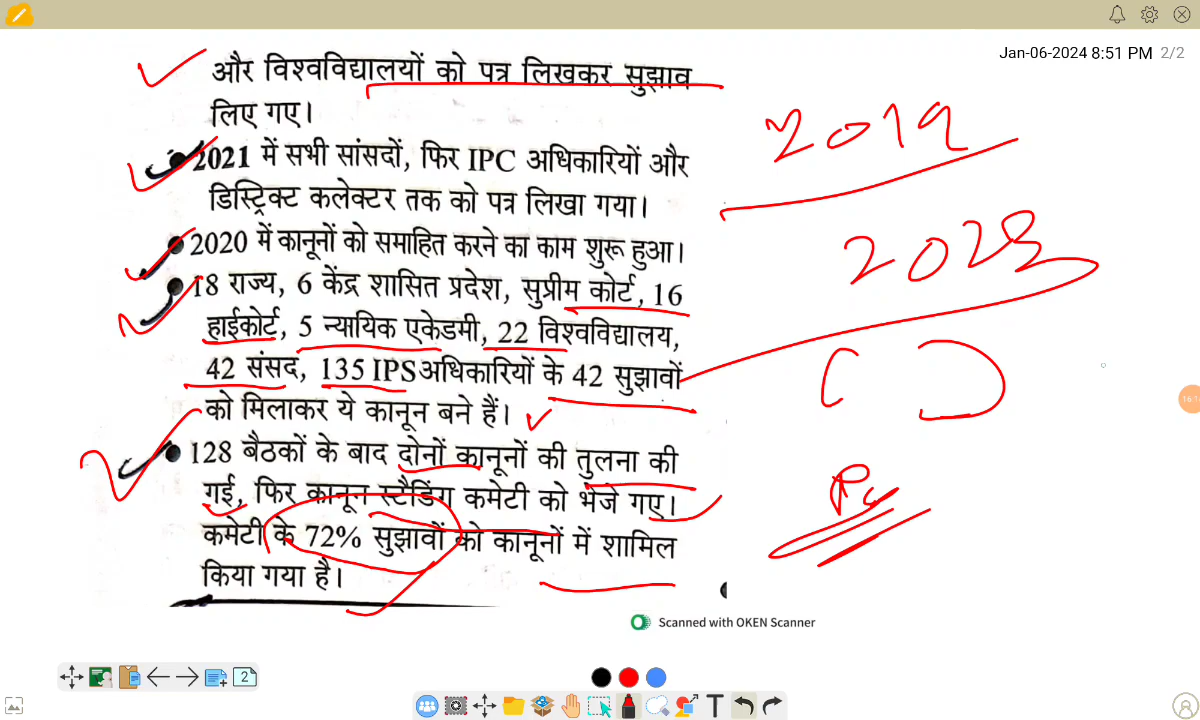 Jan-06-2024 8:51 PM 2/2
और विश्वविद्यालयों को पत्र लिखकर सुझाव
लिए गए।
2021 में सभी सांसदों, फिर IPC अधिकारियों और
डिस्ट्रिक्ट कलेक्टर तक को पत्र लिखा गया।
2020 में कानूनों को समाहित करने का काम शुरू हुआ।
18 राज्य, 6 केंद्र शासित प्रदेश, सुप्रीम कोर्ट, 16
हाईकोर्ट, 5 न्यायिक एकेडमी, 22 विश्वविद्यालय,
42 संसद, 135 IPS अधिकारियों के 42 सुझावों
को मिलाकर ये कानून बने हैं।
128 बैठकों के बाद दोनों कानूनों की तुलना की
गई, फिर कानून स्टैडिंग कमेटी को भेजे गए।
कमेटी के 72% सुझावों को कानूनों में शामिल
किया गया है।
2019
2023
Scanned with OKEN Scanner
2